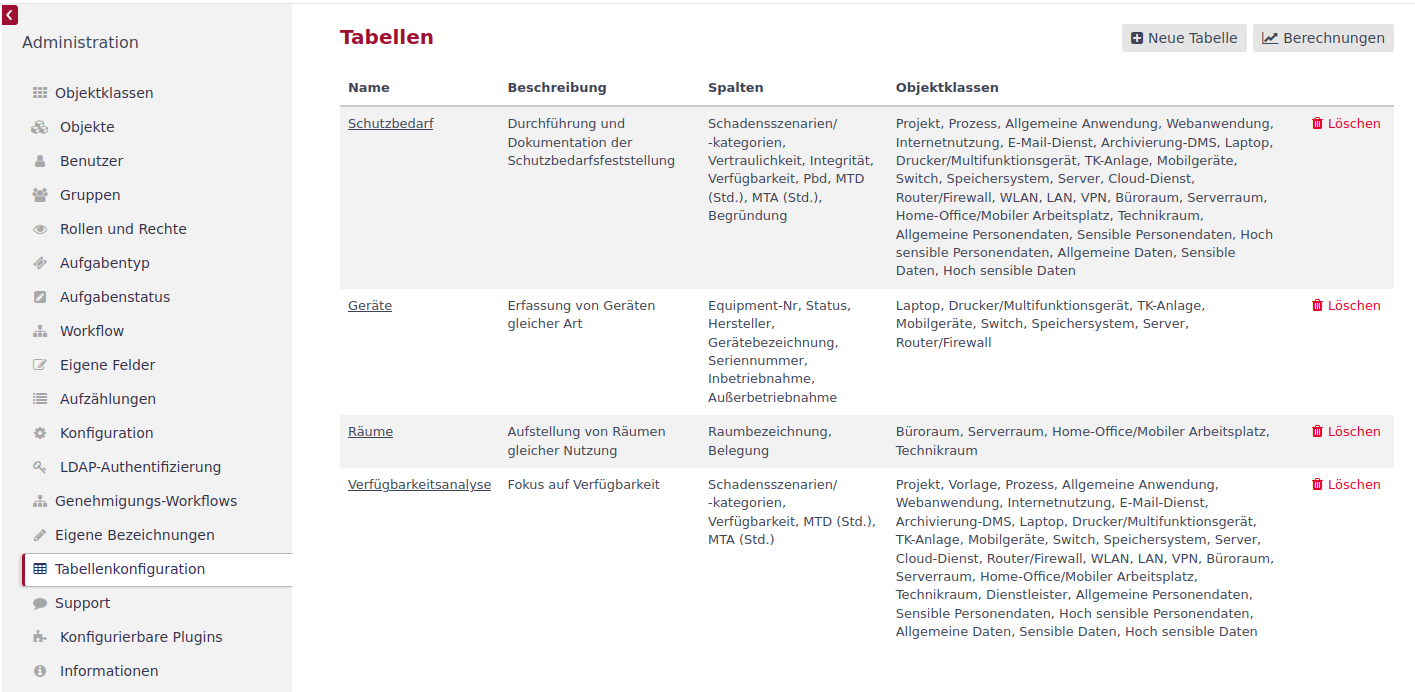 Administration
Objektklassen
Objekte
Benutzer
Gruppen
Rollen und Rechte
Aufgabentyp
Aufgabenstatus
Workflow
Eigene Felder
Aufzählungen
Konfiguration
LDAP-Authentifizierung
Genehmigungs-Workflows
Eigene Bezeichnungen
Tabellenkonfiguration
Support
Konfigurierbare Plugins
Informationen
Tabellen
Neue Tabelle
Berechnungen
Name
Beschreibung
Spalten
Objektklassen
Schutzbedarf
Durchführung und
Dokumentation der
Schutzbedarfsfeststellung
Schadensszenarien/
-kategorien,
Vertraulichkeit, Integrität,
Verfügbarkeit, Pbd, MTD
(Std.), MTA (Std.),
Begründung
Projekt, Prozess, Allgemeine Anwendung, Webanwendung,
Internetnutzung, E-Mail-Dienst, Archivierung-DMS, Laptop,
Drucker/Multifunktionsgerät, TK-Anlage, Mobilgeräte,
Switch, Speichersystem, Server, Cloud-Dienst,
Router/Firewall, WLAN, LAN, VPN, Büroraum, Serverraum,
Home-Office/Mobiler Arbeitsplatz, Technikraum,
Allgemeine Personendaten, Sensible Personendaten, Hoch
sensible Personendaten, Allgemeine Daten, Sensible
Daten, Hoch sensible Daten
Löschen
Geräte
Erfassung von Geräten
gleicher Art
Equipment-Nr, Status,
Hersteller,
Gerätebezeichnung,
Seriennummer,
Inbetriebnahme,
Außerbetriebnahme
Laptop, Drucker/Multifunktionsgerät, TK-Anlage,
Mobilgeräte, Switch, Speichersystem, Server,
Router/Firewall
Löschen
Räume
Aufstellung von Räumen
gleicher Nutzung
Raumbezeichnung,
Belegung
Büroraum, Serverraum, Home-Office/Mobiler Arbeitsplatz,
Technikraum
Löschen
Verfügbarkeitsanalyse
Fokus auf Verfügbarkeit
Schadensszenarien/
-kategorien,
Verfügbarkeit, MTD (Std.),
MTA (Std.)
Projekt, Vorlage, Prozess, Allgemeine Anwendung,
Webanwendung, Internetnutzung, E-Mail-Dienst,
Archivierung-DMS, Laptop, Drucker/Multifunktionsgerät,
TK-Anlage, Mobilgeräte, Switch, Speichersystem, Server,
Cloud-Dienst, Router/Firewall, WLAN, LAN, VPN, Büroraum,
Serverraum, Home-Office/Mobiler Arbeitsplatz,
Technikraum, Dienstleister, Allgemeine Personendaten,
Sensible Personendaten, Hoch sensible Personendaten,
Allgemeine Daten, Sensible Daten, Hoch sensible Daten
Löschen